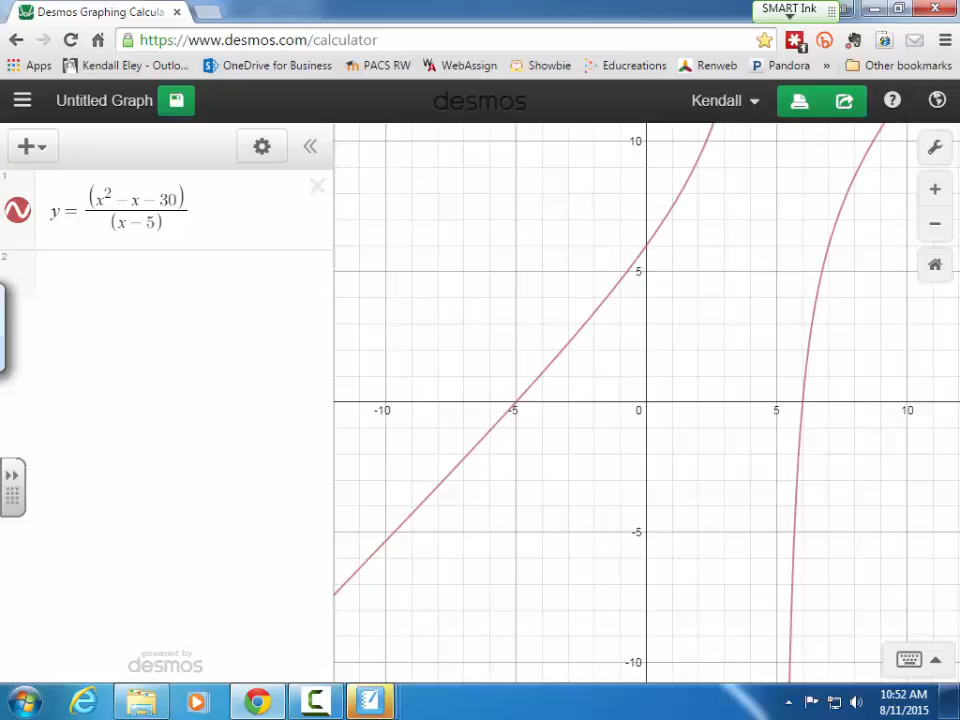 Desmos Graphing Calcula
SMART Ink
https://www.desmos.com/calculator
Apps Kendall Eley - Outlo... OneDrive for Business PACS RW WebAssign Showbie Educreations Renweb Pandora » Other bookmarks
Untitled Graph desmos Kendall
1
y = (x² − x − 30) / (x − 5)
2
10
5
-10 -5 0 5 10
-5
-10
powered by
desmos
10:52 AM
8/11/2015